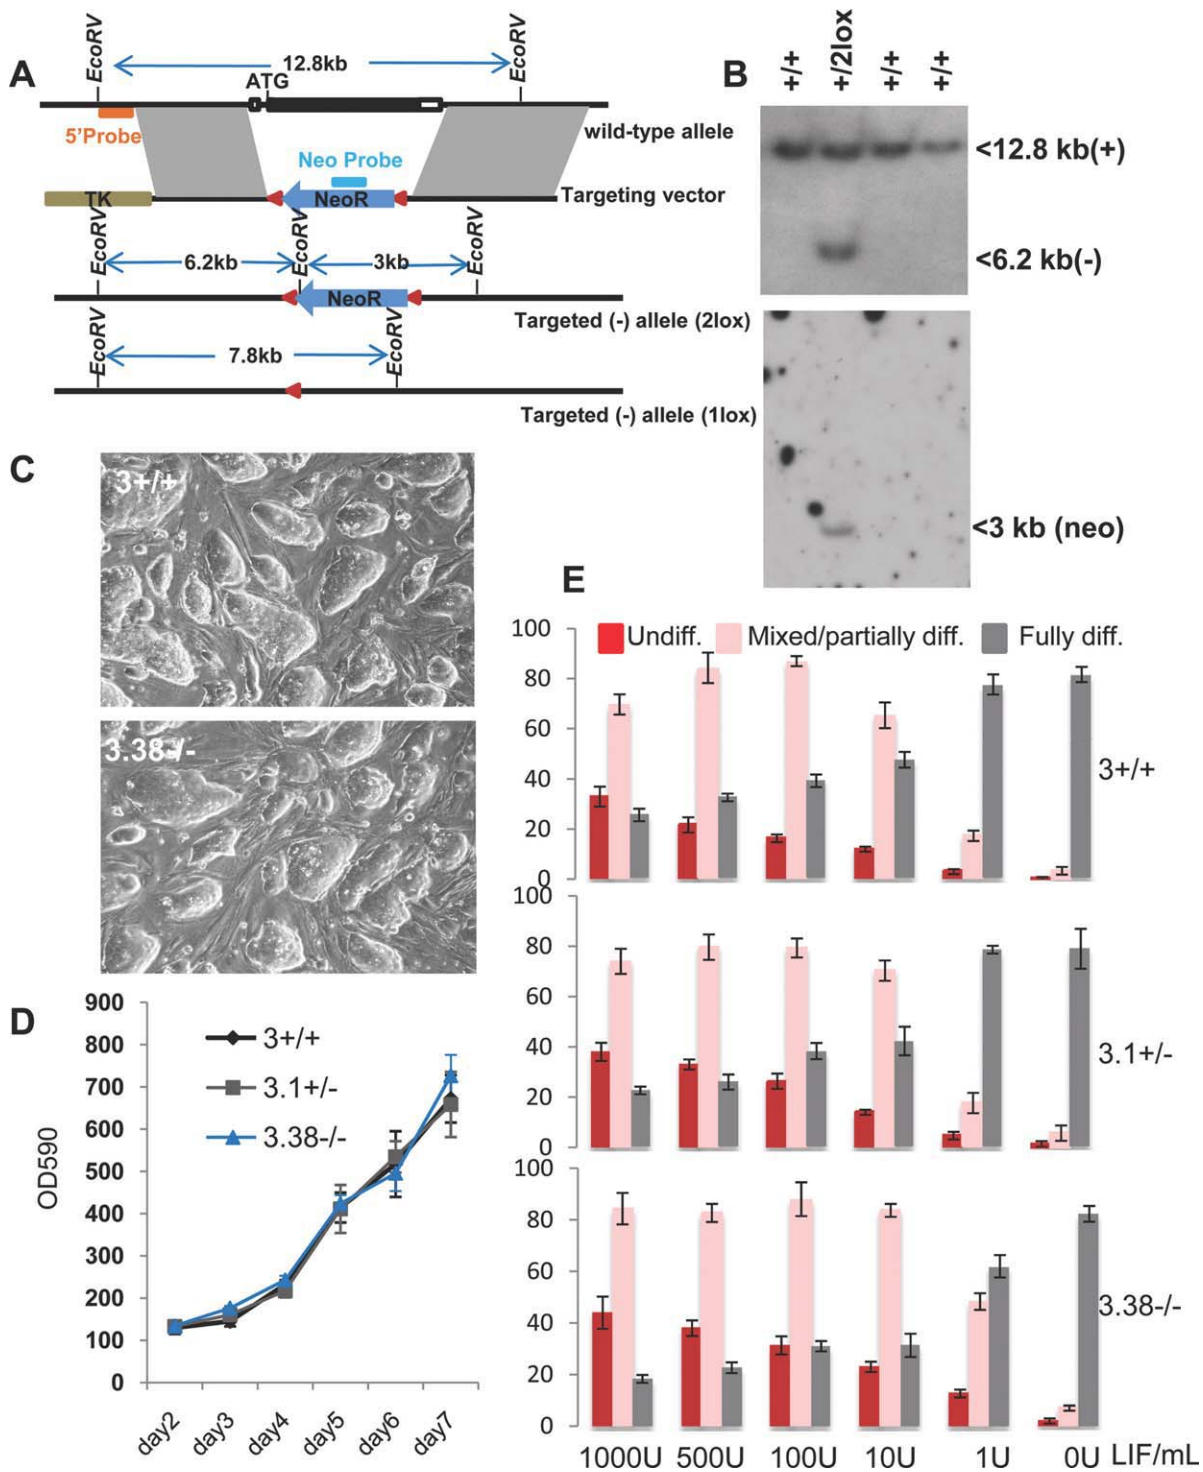 A
EcoRV
12.8kb
EcoRV
ATG
5'Probe
wild-type allele
Neo Probe
TK
NeoR
Targeting vector
EcoRV
6.2kb
EcoRV
3kb
EcoRV
NeoR
Targeted (-) allele (2lox)
EcoRV
7.8kb
EcoRV
Targeted (-) allele (1lox)
B
+/+
+/2lox
+/+
+/+
<12.8 kb(+)
<6.2 kb(-)
<3 kb (neo)
C
3+/+
3.38-/-
D
900
800
700
600
500
400
300
200
100
0
OD590
3+/+
3.1+/-
3.38-/-
day2
day3
day4
day5
day6
day7
E
Undiff. Mixed/partially diff. Fully diff.
100
80
60
40
20
0
3+/+
100
80
60
40
20
0
3.1+/-
100
80
60
40
20
0
3.38-/-
1000U 500U 100U 10U 1U 0U LIF/mL